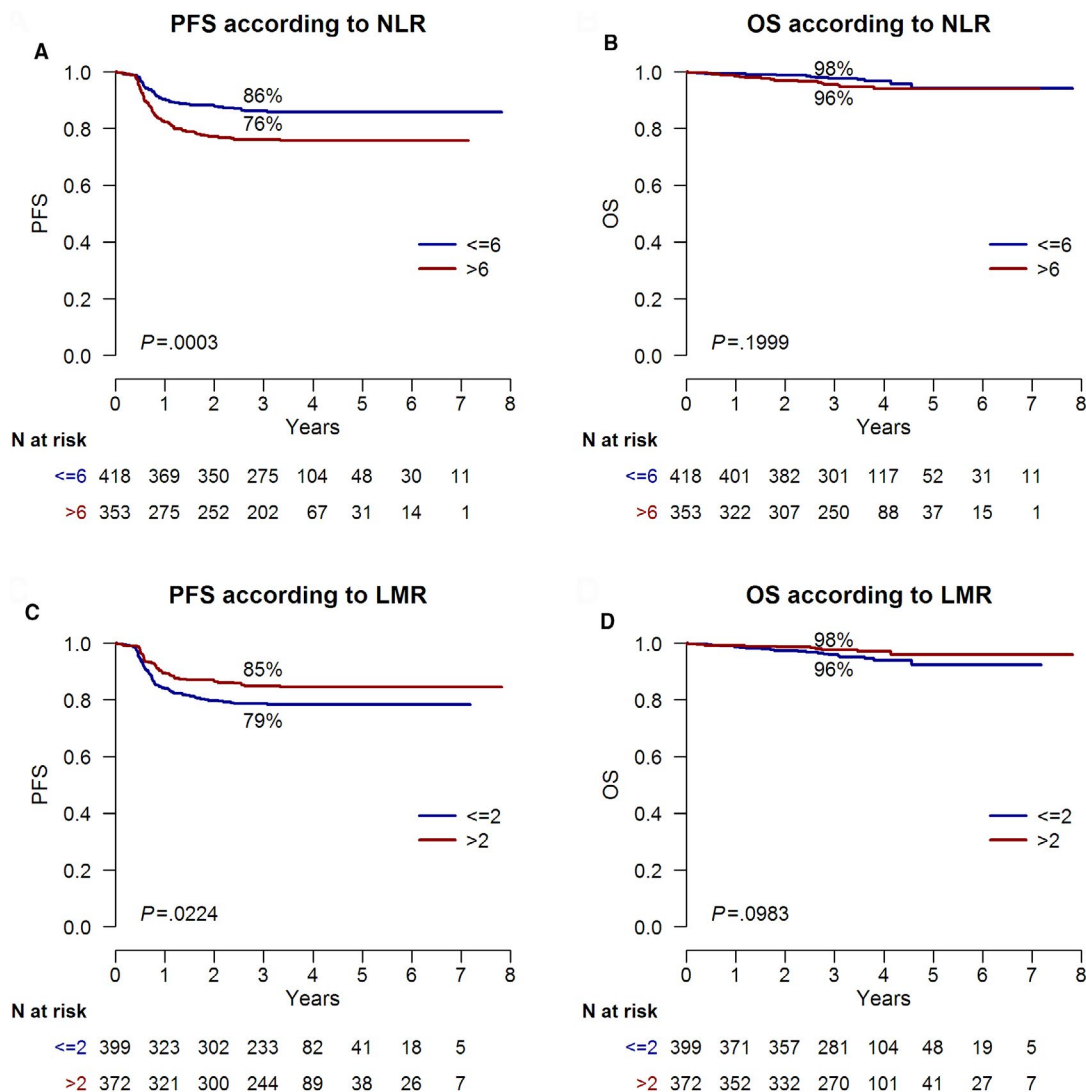 PFS according to NLR
A
1.0
0.8
0.6
0.4
0.2
0.0
PFS
86%
76%
<=6
>6
P=.0003
0 1 2 3 4 5 6 7 8
Years
N at risk
<=6 418 369 350 275 104 48 30 11
>6 353 275 252 202 67 31 14 1
OS according to NLR
B
1.0
0.8
0.6
0.4
0.2
0.0
OS
98%
96%
<=6
>6
P=.1999
0 1 2 3 4 5 6 7 8
Years
N at risk
<=6 418 401 382 301 117 52 31 11
>6 353 322 307 250 88 37 15 1
PFS according to LMR
C
1.0
0.8
0.6
0.4
0.2
0.0
PFS
85%
79%
<=2
>2
P=.0224
0 1 2 3 4 5 6 7 8
Years
N at risk
<=2 399 323 302 233 82 41 18 5
>2 372 321 300 244 89 38 26 7
OS according to LMR
D
1.0
0.8
0.6
0.4
0.2
0.0
OS
98%
96%
<=2
>2
P=.0983
0 1 2 3 4 5 6 7 8
Years
N at risk
<=2 399 371 357 281 104 48 19 5
>2 372 352 332 270 101 41 27 7